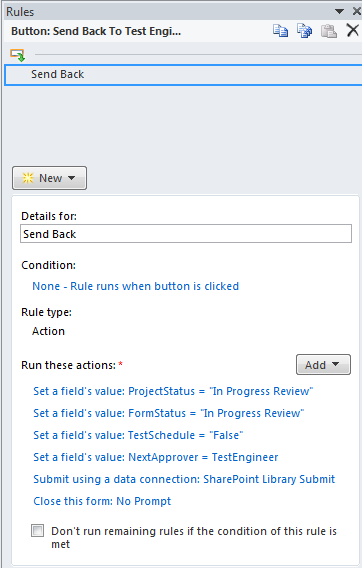 Rules
Button: Send Back To Test Engi...
Send Back
New
Details for:
Send Back
Condition:
None - Rule runs when button is clicked
Rule type:
Action
Run these actions: *
Add
Set a field's value: ProjectStatus = "In Progress Review"
Set a field's value: FormStatus = "In Progress Review"
Set a field's value: TestSchedule = "False"
Set a field's value: NextApprover = TestEngineer
Submit using a data connection: SharePoint Library Submit
Close this form: No Prompt
Don't run remaining rules if the condition of this rule is
met